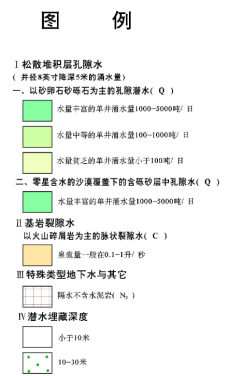 图 例
Ⅰ松散堆积层孔隙水
( 井径8英寸降深5米的涌水量)
一、以砂卵石砂砾石为主的孔隙潜水( Q )
水量丰富的单井涌水量1000-5000吨/ 日
水量中等的单井涌水量100-1000吨/ 日
水量贫乏的单井涌水量小于100吨/ 日
二、零星含水的沙漠覆盖下的含砾砂层中孔隙水( Q )
水量丰富的单井涌水量1000-5000吨/ 日
Ⅱ基岩裂隙水
以火山碎屑岩为主的脉状裂隙水( C )
泉流量一般在0.1-1升/ 秒
Ⅲ特殊类型地下水与其它
隔水不含水泥岩( N₂ )
Ⅳ潜水埋藏深度
小于10米
10-30米